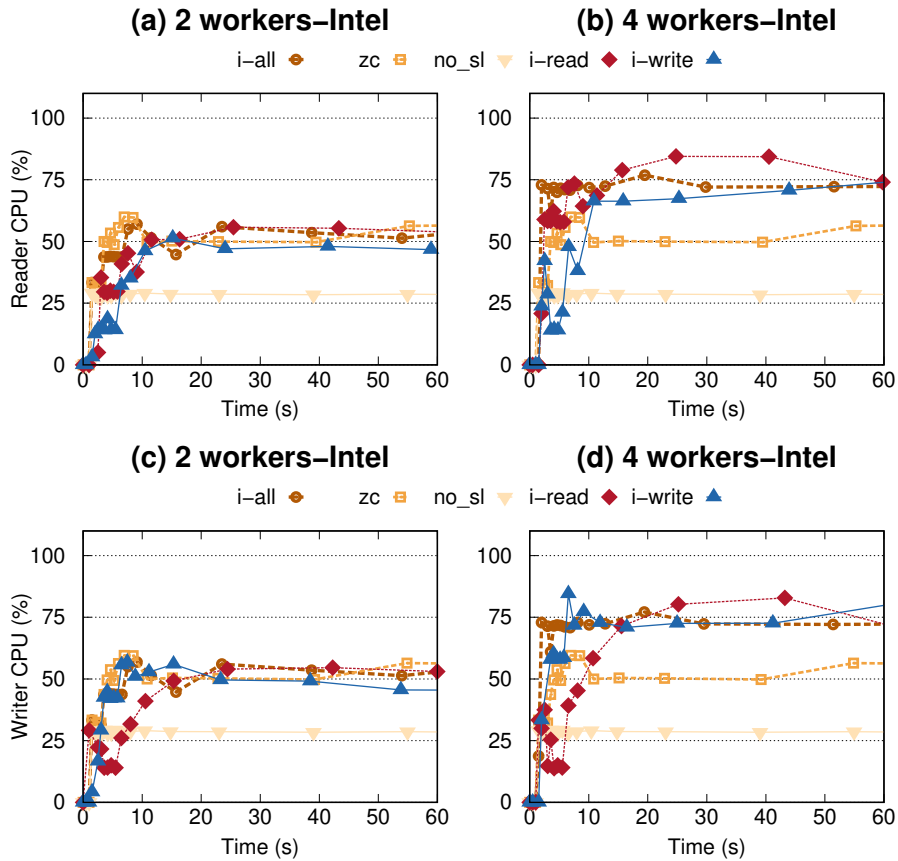 (a) 2 workers−Intel
(b) 4 workers−Intel
i−all zc no_sl i−read i−write
Reader CPU (%)
100
75
50
25
0
0 10 20 30 40 50 60
Time (s)
100
75
50
25
0
0 10 20 30 40 50 60
Time (s)
(c) 2 workers−Intel
(d) 4 workers−Intel
i−all zc no_sl i−read i−write
Writer CPU (%)
100
75
50
25
0
0 10 20 30 40 50 60
Time (s)
100
75
50
25
0
0 10 20 30 40 50 60
Time (s)